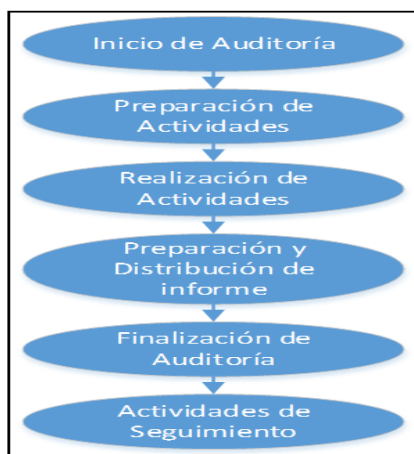 Inicio de Auditoría
Preparación de
Actividades
Realización de
Actividades
Preparación y
Distribución de
informe
Finalización de
Auditoría
Actividades de
Seguimiento